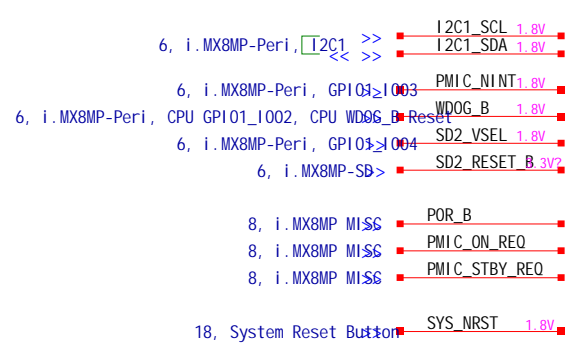 6, i.MX8MP-Peri, I2C1 >> I2C1_SCL 1.8V
<< >> I2C1_SDA 1.8V
6, i.MX8MP-Peri, GPIO1_IO03 >> PMIC_NINT 1.8V
6, i.MX8MP-Peri, CPU GPIO1_IO02, CPU WDOG_B Reset >> WDOG_B 1.8V
6, i.MX8MP-Peri, GPIO1_IO04 >> SD2_VSEL 1.8V
6, i.MX8MP-SD >> SD2_RESET_B 3.3V?
8, i.MX8MP MISC >> POR_B
8, i.MX8MP MISC >> PMIC_ON_REQ
8, i.MX8MP MISC >> PMIC_STBY_REQ
18, System Reset Button >> SYS_NRST 1.8V